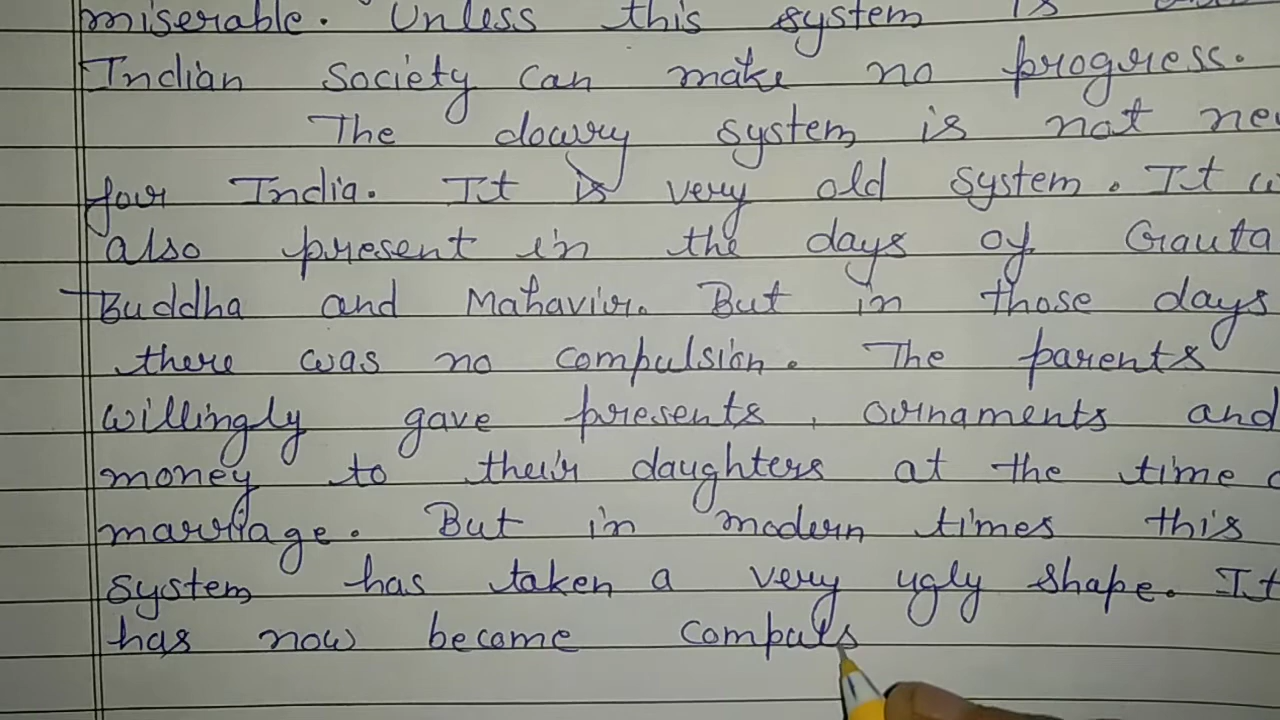 miserable. Unless this system is
Indian Society can make no progress.
The dowry system is not
for India. It is very old system. It
also present in the days of Gauta
Buddha and Mahavir. But in those days
there was no compulsion. The parents
willingly gave presents, ornaments and
money to their daughters at the time
marriage. But in modern times this
system has taken a very ugly shape. It
has now become compuls